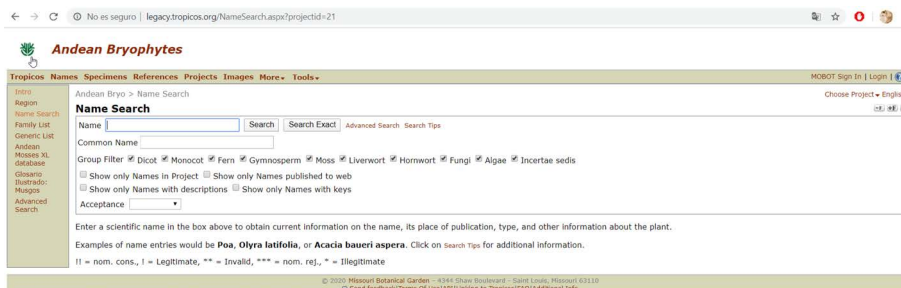 No es seguro | legacy.tropicos.org/NameSearch.aspx?projectid=21
Andean Bryophytes
Tropicos Names Specimens References Projects Images More Tools
MOBOT Sign In | Login |
Intro
Region
Name Search
Family List
Generic List
Andean
Mosses XL
database
Glosario
Ilustrado:
Musgos
Advanced
Search
Andean Bryo > Name Search
Choose Project Englis
Name Search
Name Search Search Exact Advanced Search Search Tips
Common Name
Group Filter Dicot Monocot Fern Gymnosperm Moss Liverwort Hornwort Fungi Algae Incertae sedis
Show only Names in Project Show only Names published to web
Show only Names with descriptions Show only Names with keys
Acceptance
Enter a scientific name in the box above to obtain current information on the name, its place of publication, type, and other information about the plant.
Examples of name entries would be Poa, Olyra latifolia, or Acacia baueri aspera. Click on Search Tips for additional information.
!! = nom. cons., ! = Legitimate, ** = Invalid, *** = nom. rej., * = Illegitimate
© 2020 Missouri Botanical Garden - 4344 Shaw Boulevard - Saint Louis, Missouri 63110